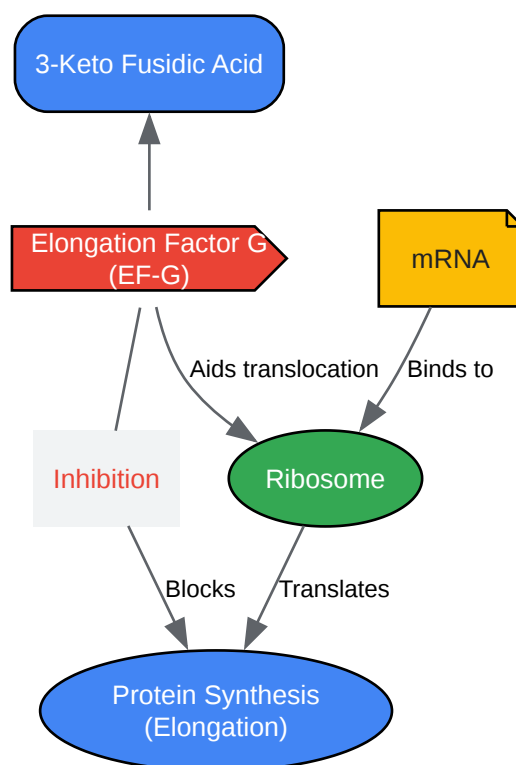 3-Keto Fusidic Acid
Elongation Factor G
(EF-G)
mRNA
Aids translocation
Binds to
Inhibition
Ribosome
Blocks
Translates
Protein Synthesis
(Elongation)